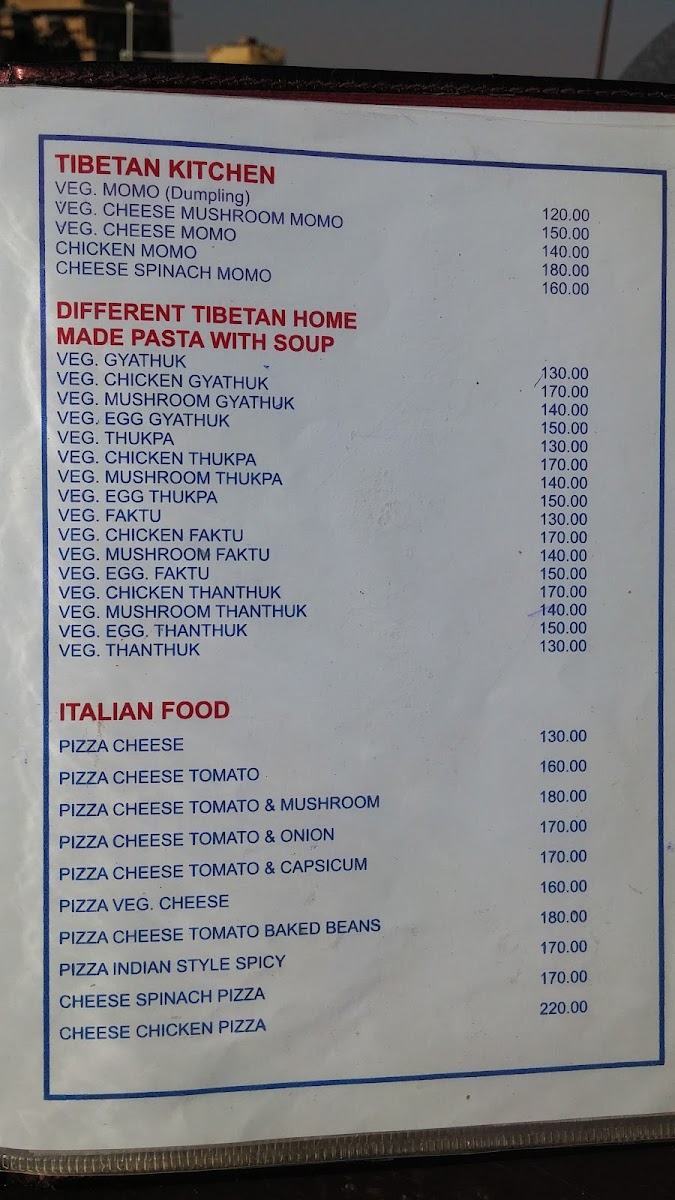 TIBETAN KITCHEN
VEG. MOMO (Dumpling) 120.00
VEG. CHEESE MUSHROOM MOMO 150.00
VEG. CHEESE MOMO 140.00
CHICKEN MOMO 180.00
CHEESE SPINACH MOMO 160.00
DIFFERENT TIBETAN HOME
MADE PASTA WITH SOUP
VEG. GYATHUK 130.00
VEG. CHICKEN GYATHUK 170.00
VEG. MUSHROOM GYATHUK 140.00
VEG. EGG GYATHUK 150.00
VEG. THUKPA 130.00
VEG. CHICKEN THUKPA 170.00
VEG. MUSHROOM THUKPA 140.00
VEG. EGG THUKPA 150.00
VEG. FAKTU 130.00
VEG. CHICKEN FAKTU 170.00
VEG. MUSHROOM FAKTU 140.00
VEG. EGG. FAKTU 150.00
VEG. CHICKEN THANTHUK 170.00
VEG. MUSHROOM THANTHUK 140.00
VEG. EGG. THANTHUK 150.00
VEG. THANTHUK 130.00
ITALIAN FOOD
PIZZA CHEESE 130.00
PIZZA CHEESE TOMATO 160.00
PIZZA CHEESE TOMATO & MUSHROOM 180.00
PIZZA CHEESE TOMATO & ONION 170.00
PIZZA CHEESE TOMATO & CAPSICUM 170.00
PIZZA VEG. CHEESE 160.00
PIZZA CHEESE TOMATO BAKED BEANS 180.00
PIZZA INDIAN STYLE SPICY 170.00
CHEESE SPINACH PIZZA 170.00
CHEESE CHICKEN PIZZA 220.00